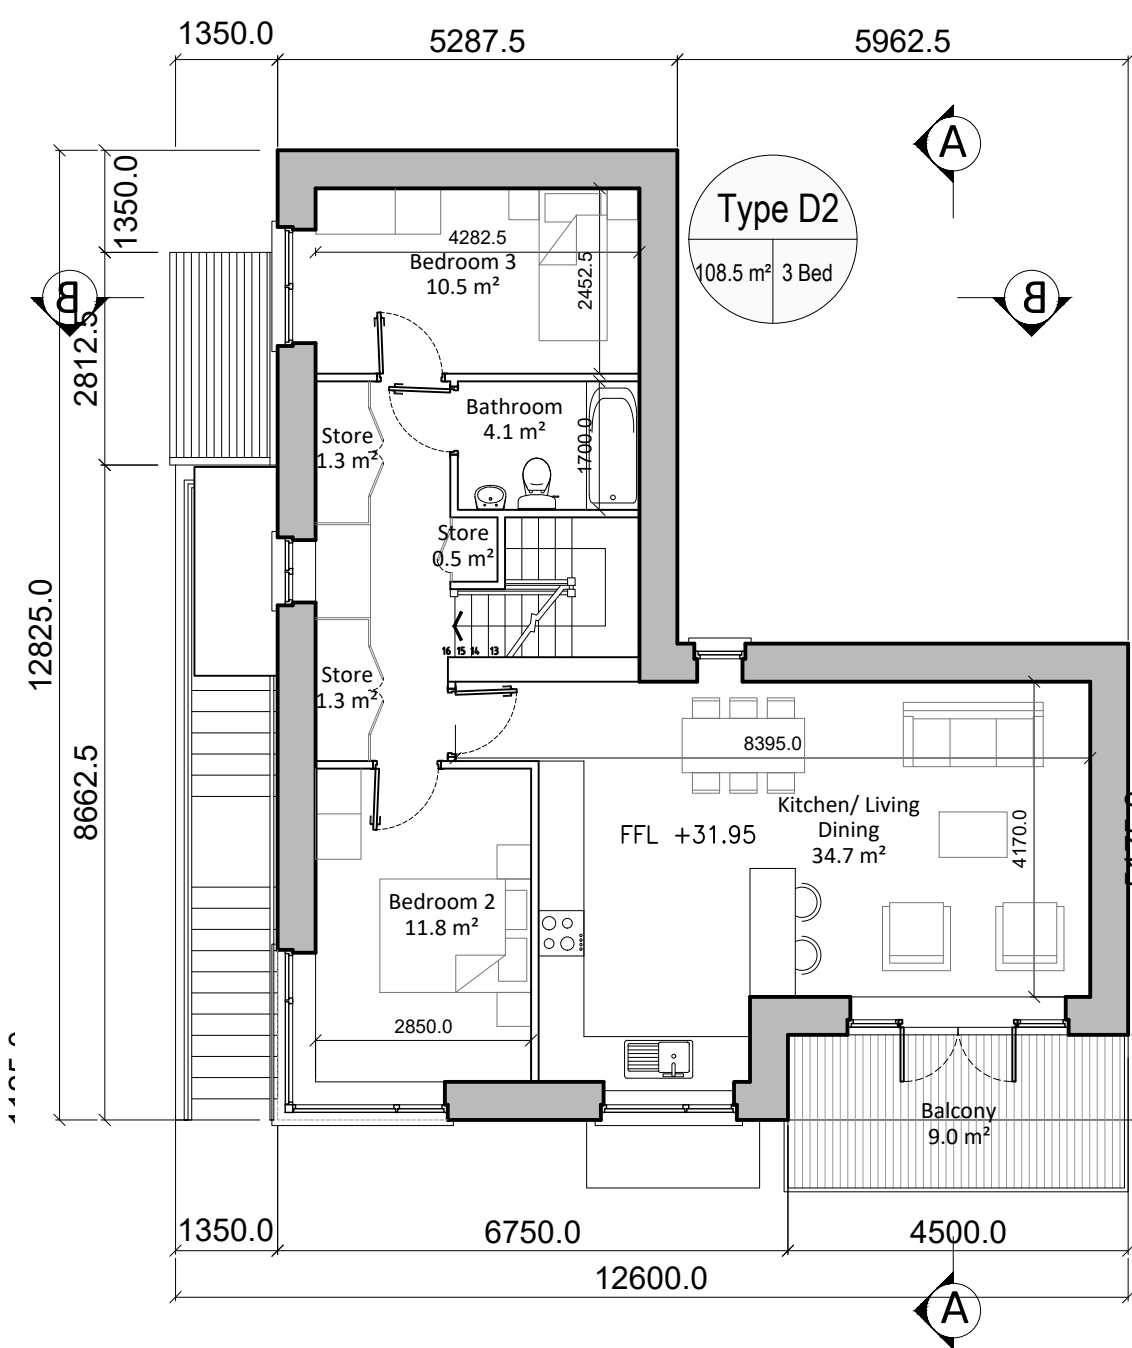 1350.0
5287.5
5962.5
A
1350.0
Type D2
108.5 m²
3 Bed
4282.5
Bedroom 3
10.5 m²
2452.5
B
B
2812.5
Bathroom
4.1 m²
1700.0
Store
1.3 m²
Store
0.5 m²
12825.0
16 15 14 13
Store
1.3 m²
8395.0
8662.5
Kitchen/ Living
Dining
34.7 m²
FFL +31.95
4170.0
Bedroom 2
11.8 m²
2850.0
Balcony
9.0 m²
1350.0
6750.0
4500.0
12600.0
A